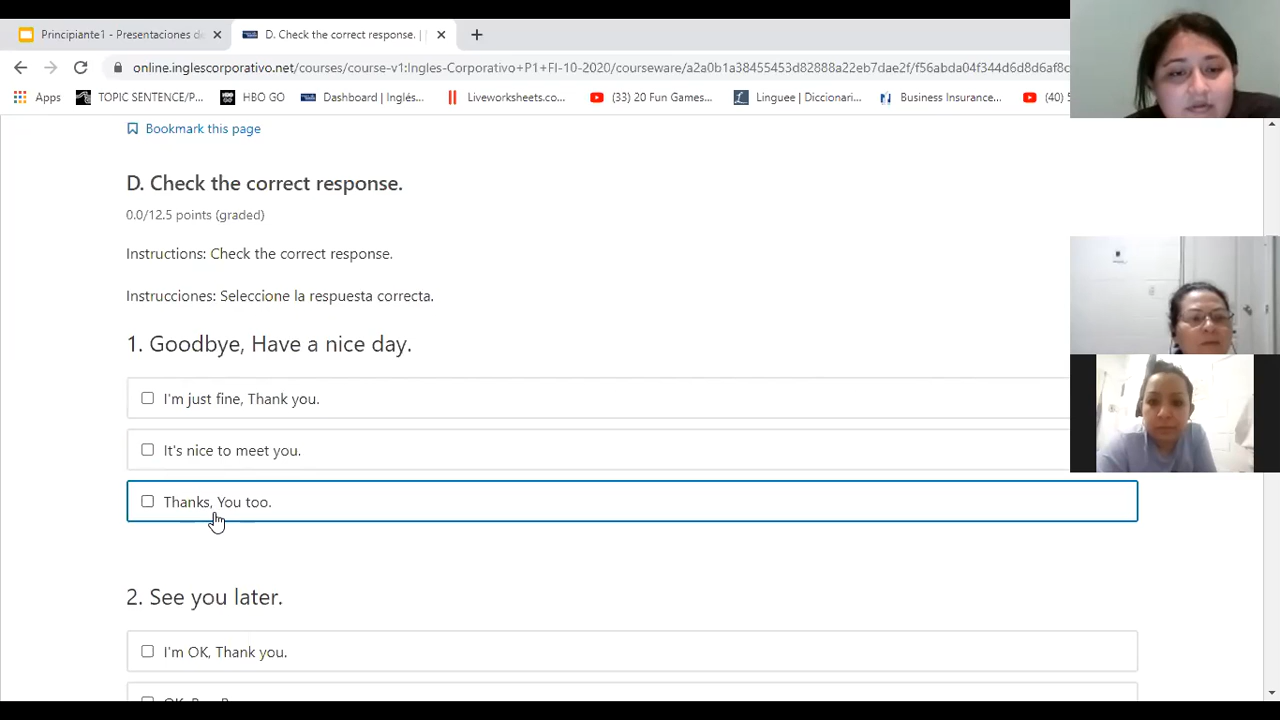 Principiante1 - Presentaciones de
D. Check the correct response. |
online.inglescorporativo.net/courses/course-v1:Ingles-Corporativo+P1+FI-10-2020/courseware/a2a0b1a38455453d82888a22eb7dae2f/f56abda04f344d6d8d6af8c
Apps
TOPIC SENTENCE/P...
HBO GO
Dashboard | Inglés...
Liveworksheets.co...
(33) 20 Fun Games...
Linguee | Diccionari...
Business Insurance...
(40)
Bookmark this page
D. Check the correct response.
0.0/12.5 points (graded)
Instructions: Check the correct response.
Instrucciones: Seleccione la respuesta correcta.
1. Goodbye, Have a nice day.
I'm just fine, Thank you.
It's nice to meet you.
Thanks, You too.
2. See you later.
I'm OK, Thank you.